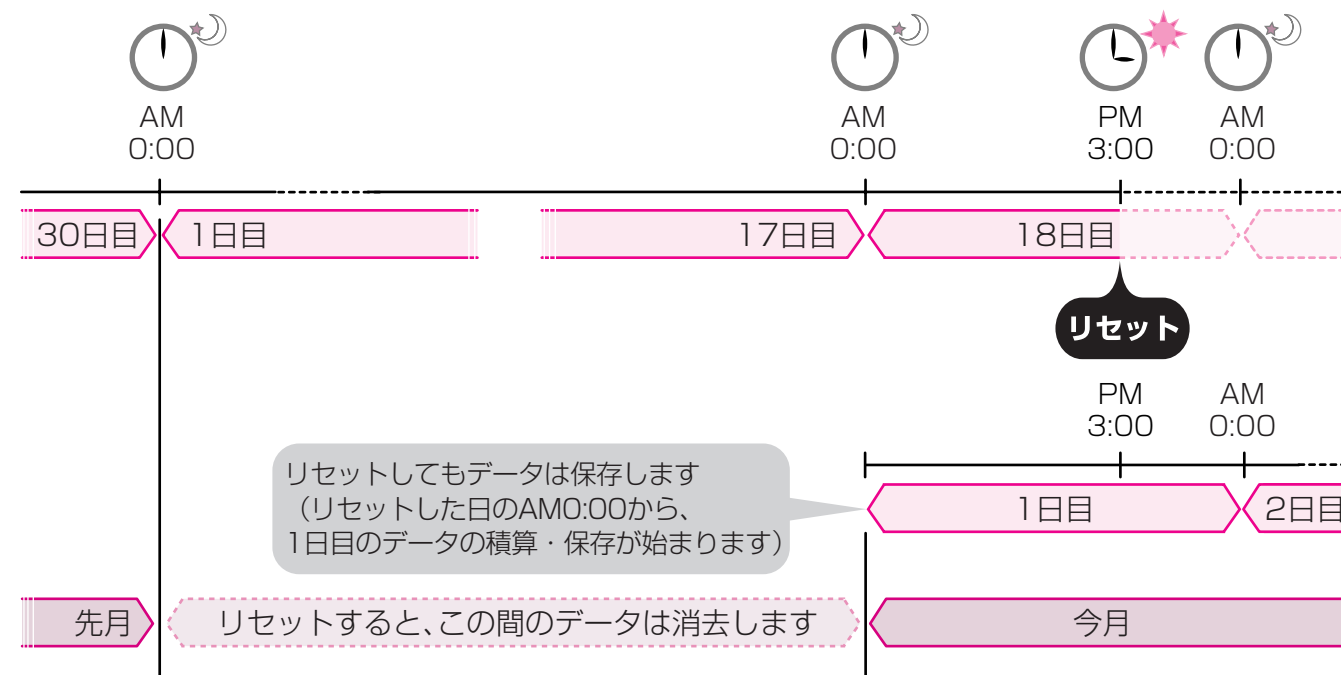 AM
0:00
AM
0:00
PM
3:00
AM
0:00
30日目
1日目
17日目
18日目
リセット
PM
3:00
AM
0:00
リセットしてもデータは保存します
（リセットした日のAM0:00から、
1日目のデータの積算・保存が始まります）
1日目
2日目
先月
リセットすると、この間のデータは消去します
今月